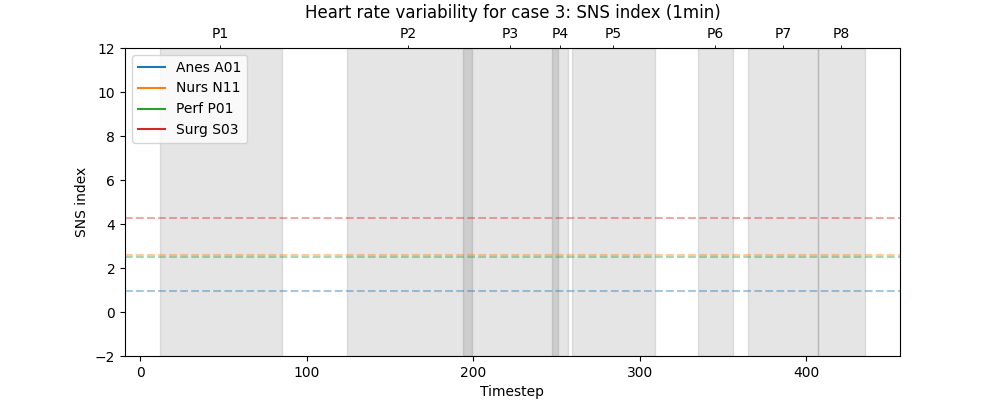 Heart rate variability for case 3: SNS index (1min)
P1 P2 P3 P4 P5 P6 P7 P8
12
10
8
6
4
2
0
−2
SNS index
Anes A01
Nurs N11
Perf P01
Surg S03
0 100 200 300 400
Timestep